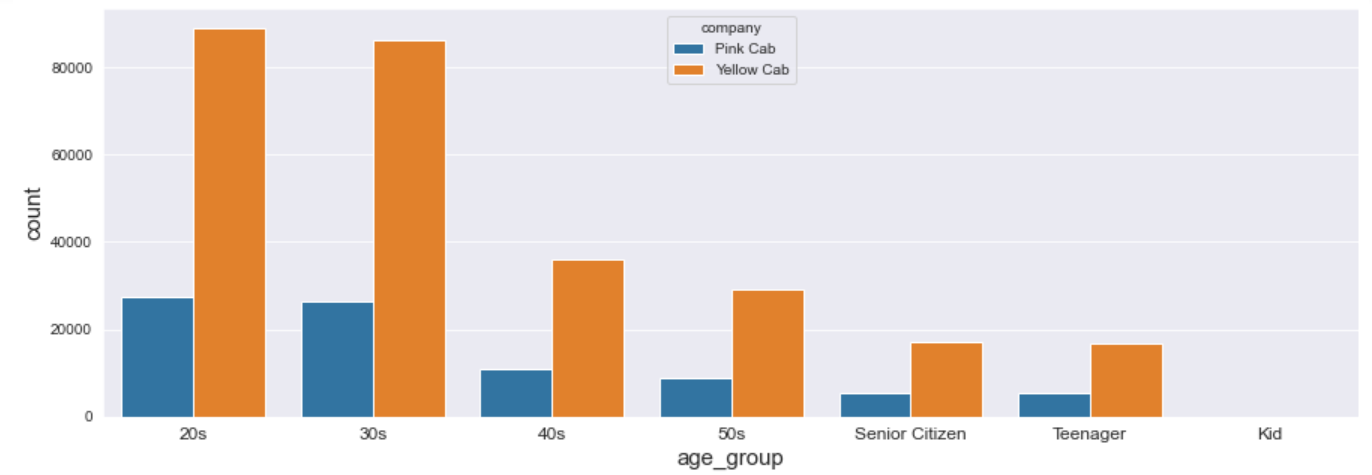 company
Pink Cab
Yellow Cab
80000
60000
40000
20000
0
count
20s 30s 40s 50s Senior Citizen Teenager Kid
age_group